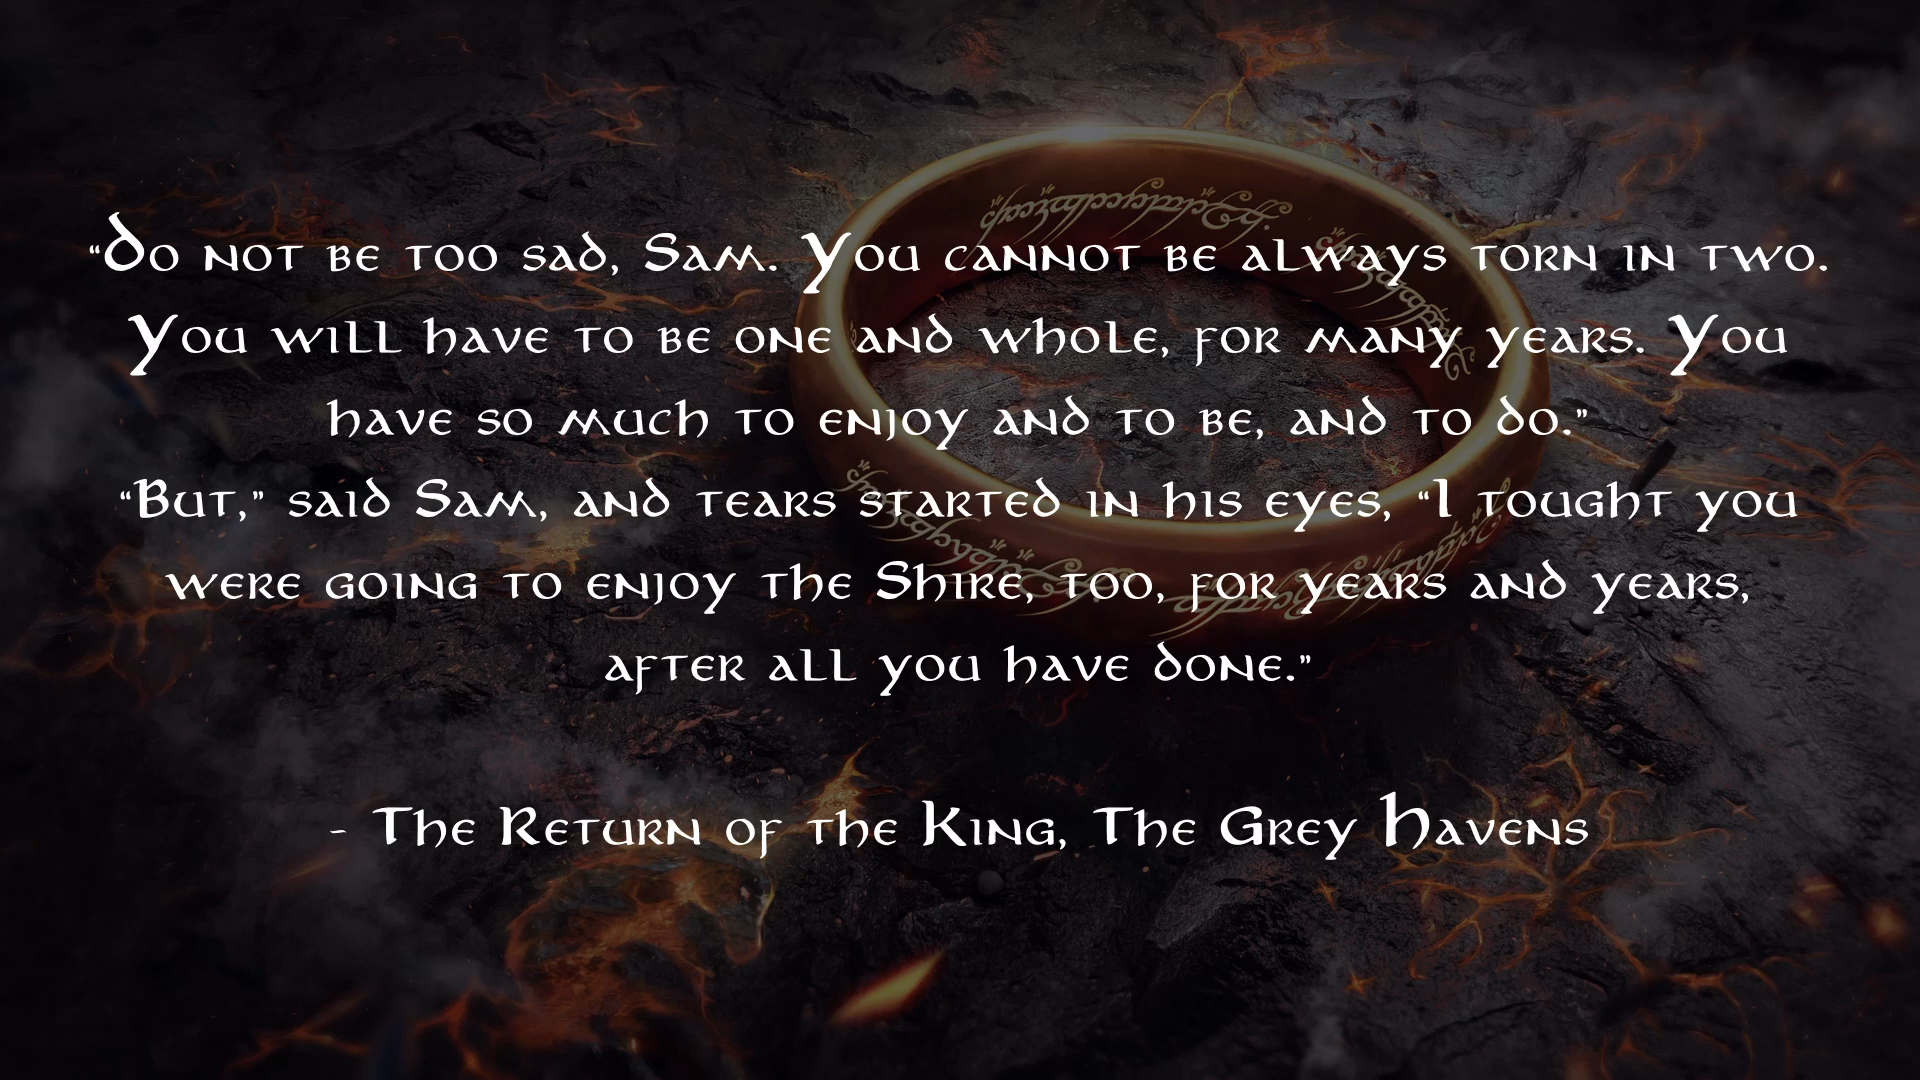 “Do not be too sad, Sam. You cannot be always torn in two.
You will have to be one and whole, for many years. You
have so much to enjoy and to be, and to do.”
“But,” said Sam, and tears started in his eyes, “I tought you
were going to enjoy the Shire, too, for years and years,
after all you have done.”
- The Return of the King, The Grey Havens